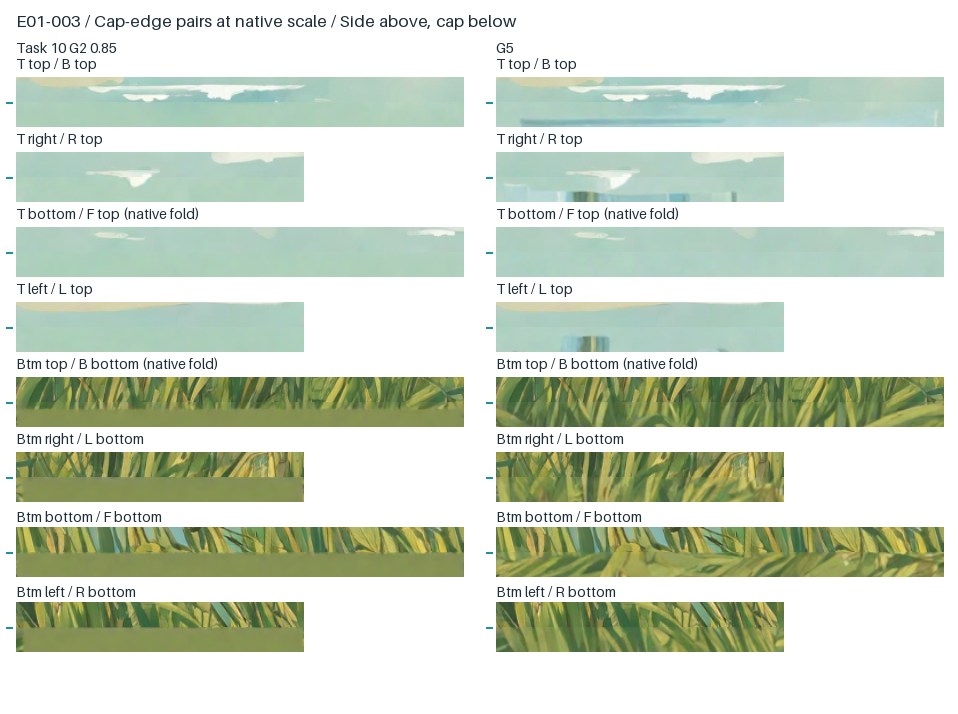 E01-003 / Cap-edge pairs at native scale / Side above, cap below
Task 10 G2 0.85
T top / B top
T right / R top
T bottom / F top (native fold)
T left / L top
Btm top / B bottom (native fold)
Btm right / L bottom
Btm bottom / F bottom
Btm left / R bottom
G5
T top / B top
T right / R top
T bottom / F top (native fold)
T left / L top
Btm top / B bottom (native fold)
Btm right / L bottom
Btm bottom / F bottom
Btm left / R bottom